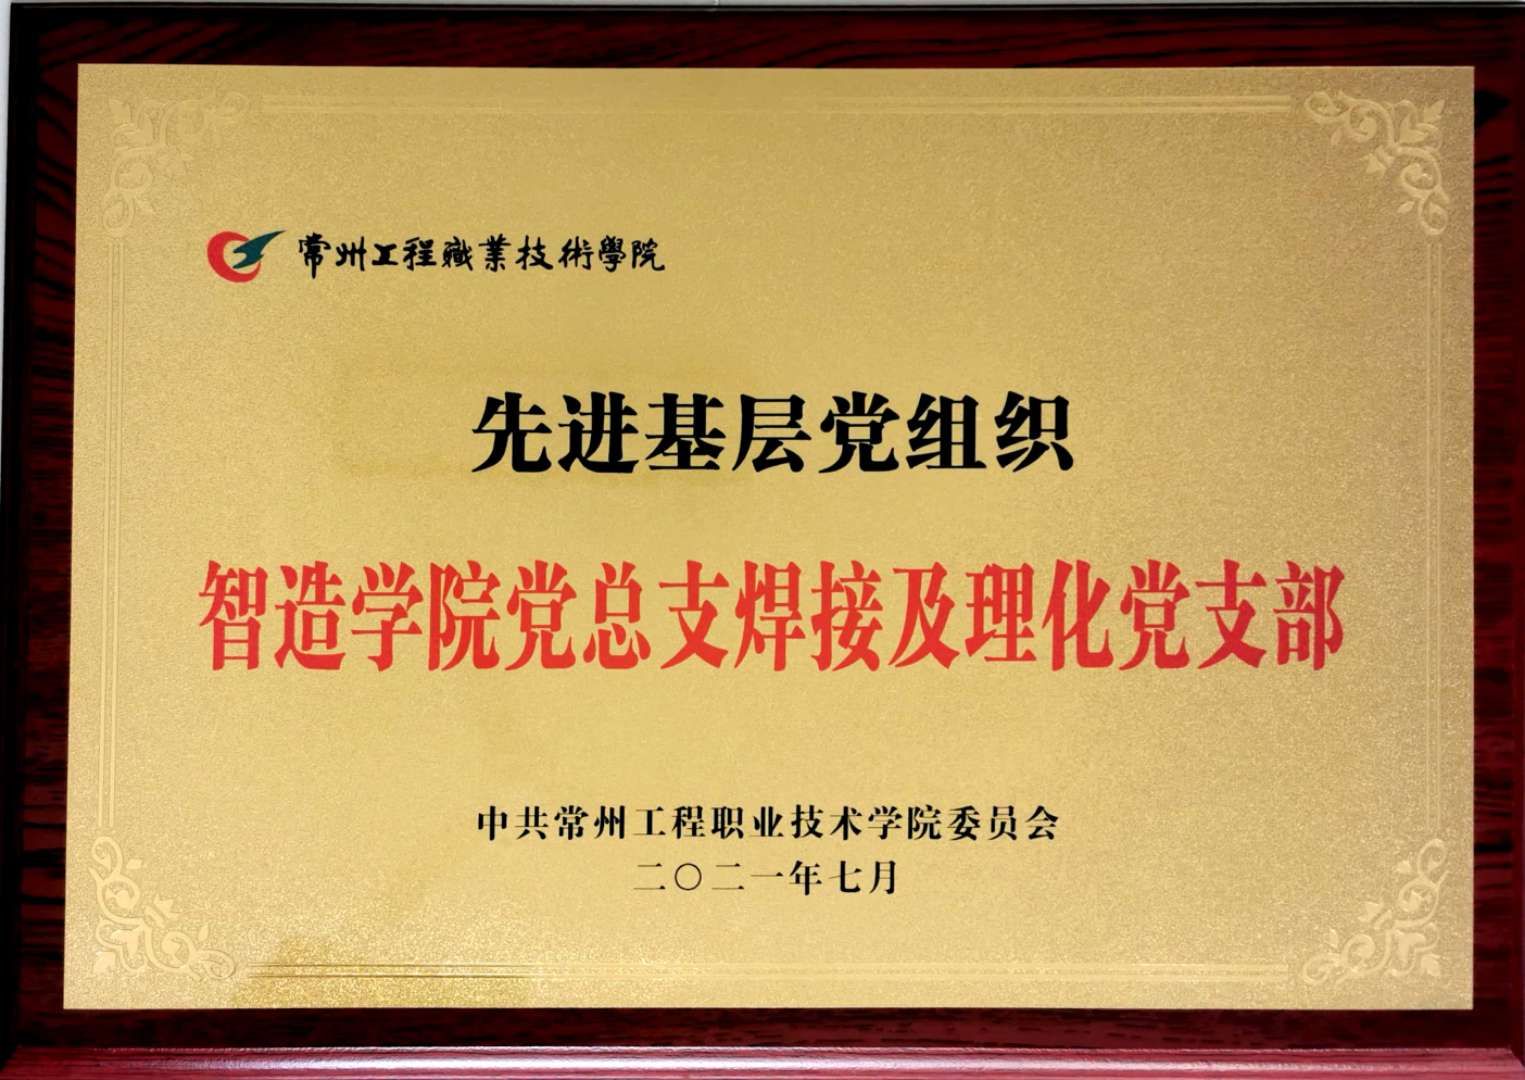 常州工程職業技術學院
先进基层党组织
智造学院党总支焊接及理化党支部
中共常州工程职业技术学院委员会
二〇二一年七月